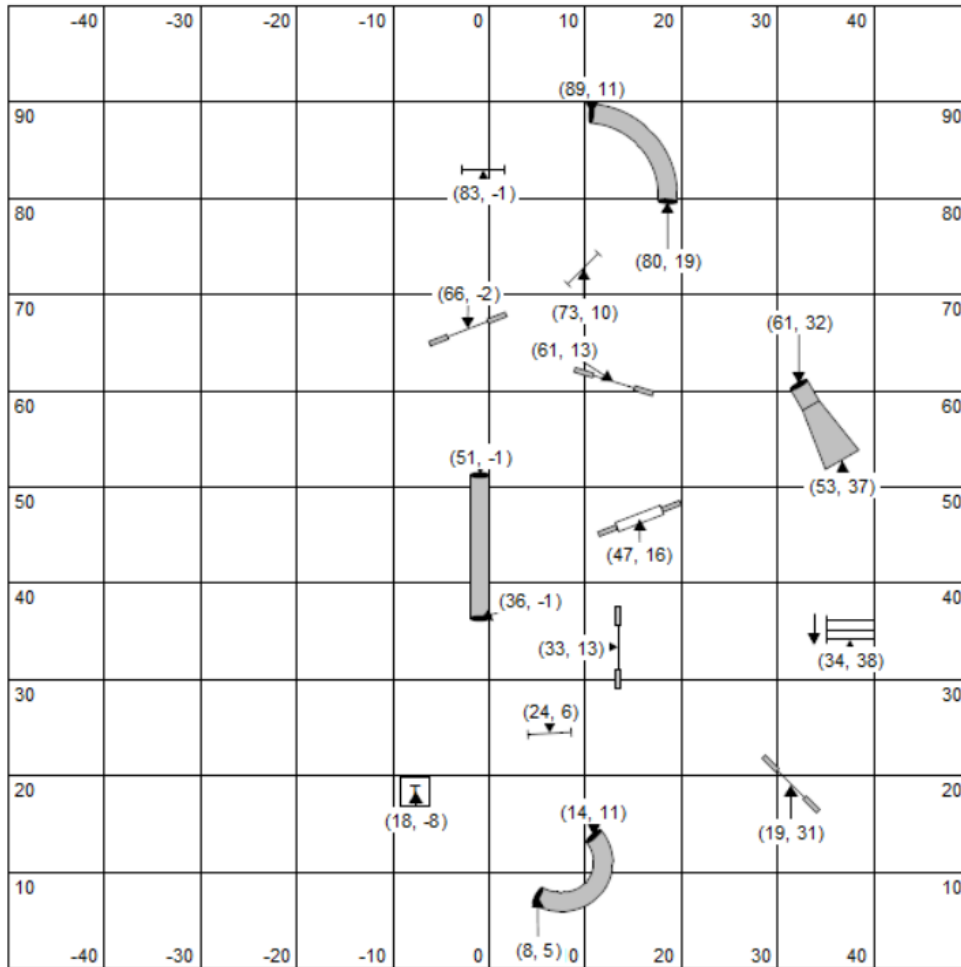 -40 -30 -20 0 10 20 30 40
(89, 11)
90 90
(83, -1)
80 80
(80, 19)
70 (66, -2) (73, 10) 70
(61, 32)
(61, 13)
60 60
(51, -1)
50 (53, 37) 50
(47, 16)
40 40
(36, -1)
(33, 13) (34, 38)
30 30
(24, 6)
20 20
(18, -8) (14, 11) (19, 31)
10 10
(8, 5)
-40 -30 -20 0 0 20 30 40